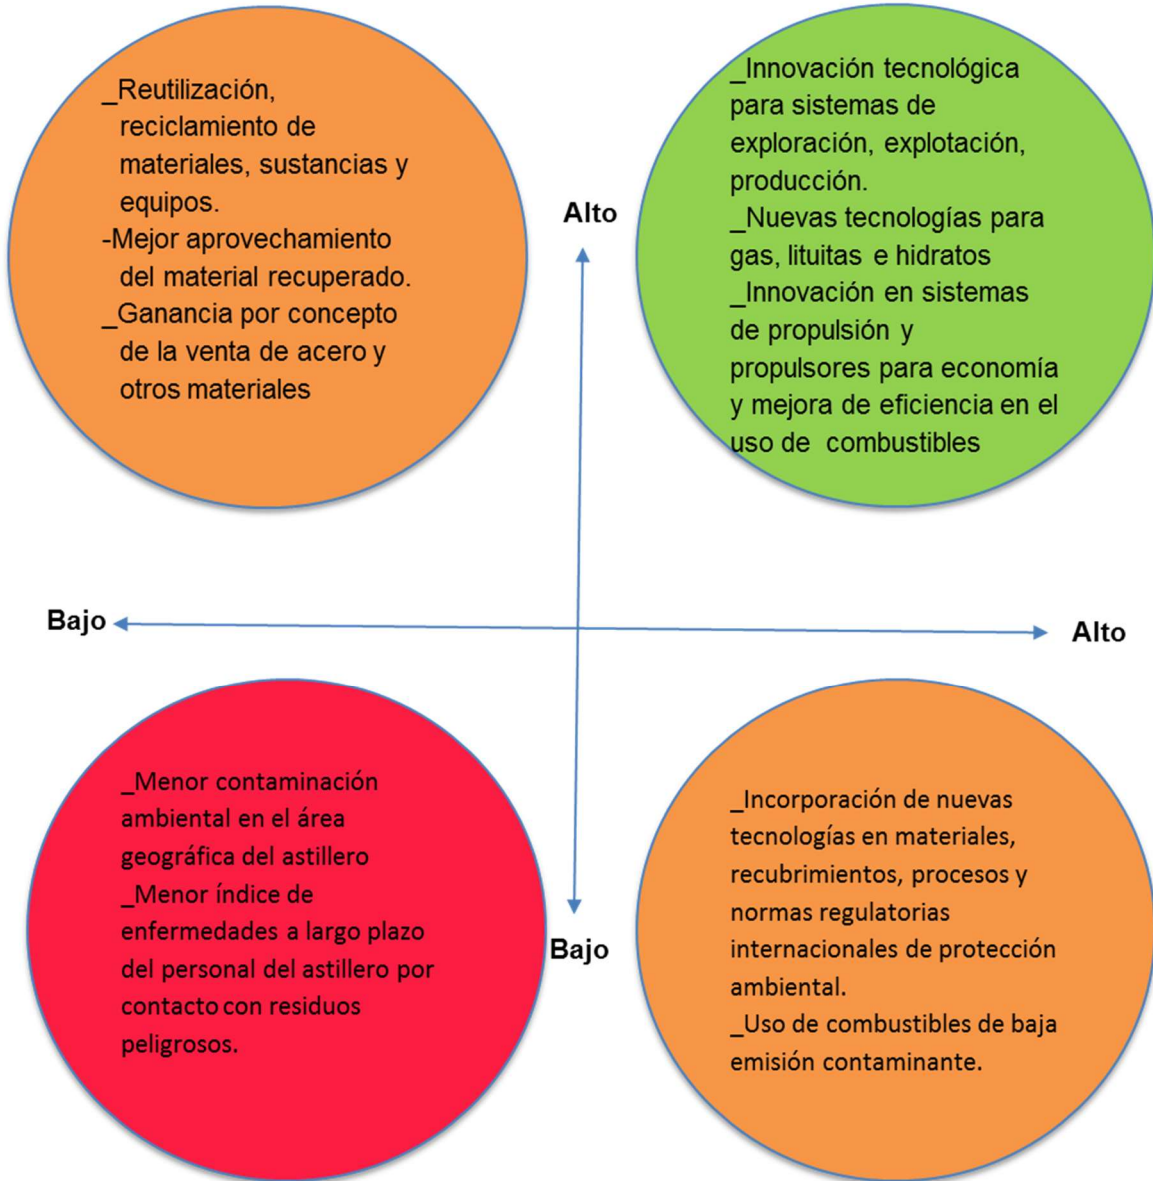 _Reutilización,
reciclamiento de
materiales, sustancias y
equipos.
-Mejor aprovechamiento
del material recuperado.
_Ganancia por concepto
de la venta de acero y
otros materiales
_Innovación tecnológica
para sistemas de
exploración, explotación,
producción.
_Nuevas tecnologías para
gas, lituitas e hidratos
_Innovación en sistemas
de propulsión y
propulsores para economía
y mejora de eficiencia en el
uso de combustibles
Alto
Bajo
Alto
_Menor contaminación
ambiental en el área
geográfica del astillero
_Menor índice de
enfermedades a largo plazo
del personal del astillero por
contacto con residuos
peligrosos.
Bajo
_Incorporación de nuevas
tecnologías en materiales,
recubrimientos, procesos y
normas regulatorias
internacionales de protección
ambiental.
_Uso de combustibles de baja
emisión contaminante.